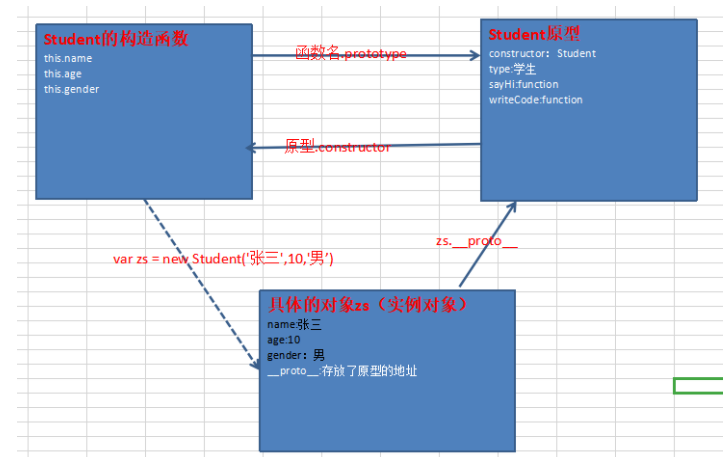 Student的构造函数
this.name
this.age
this.gender
函数名.prototype
Student原型
constructor：Student
type:学生
sayHi:function
writeCode:function
原型.constructor
zs.__proto__
var zs = new Student('张三',10,'男’)
具体的对象zs（实例对象）
name:张三
age:10
gender：男
__proto__:存放了原型的地址